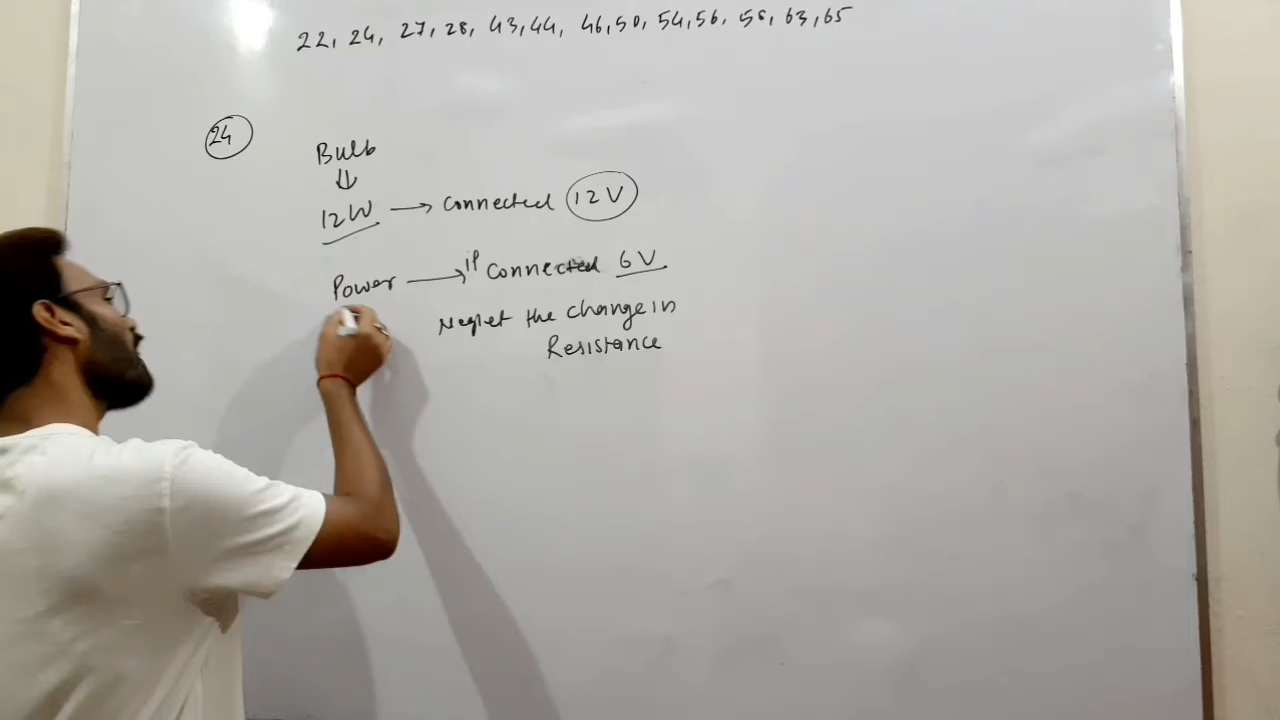 22, 24, 27, 28, 43, 44, 46, 50, 54, 56, 58, 63, 65
24
Bulb
⇓
12W → Connected 12V
Power → if Connected 6V
Neglet the change in
Resistance